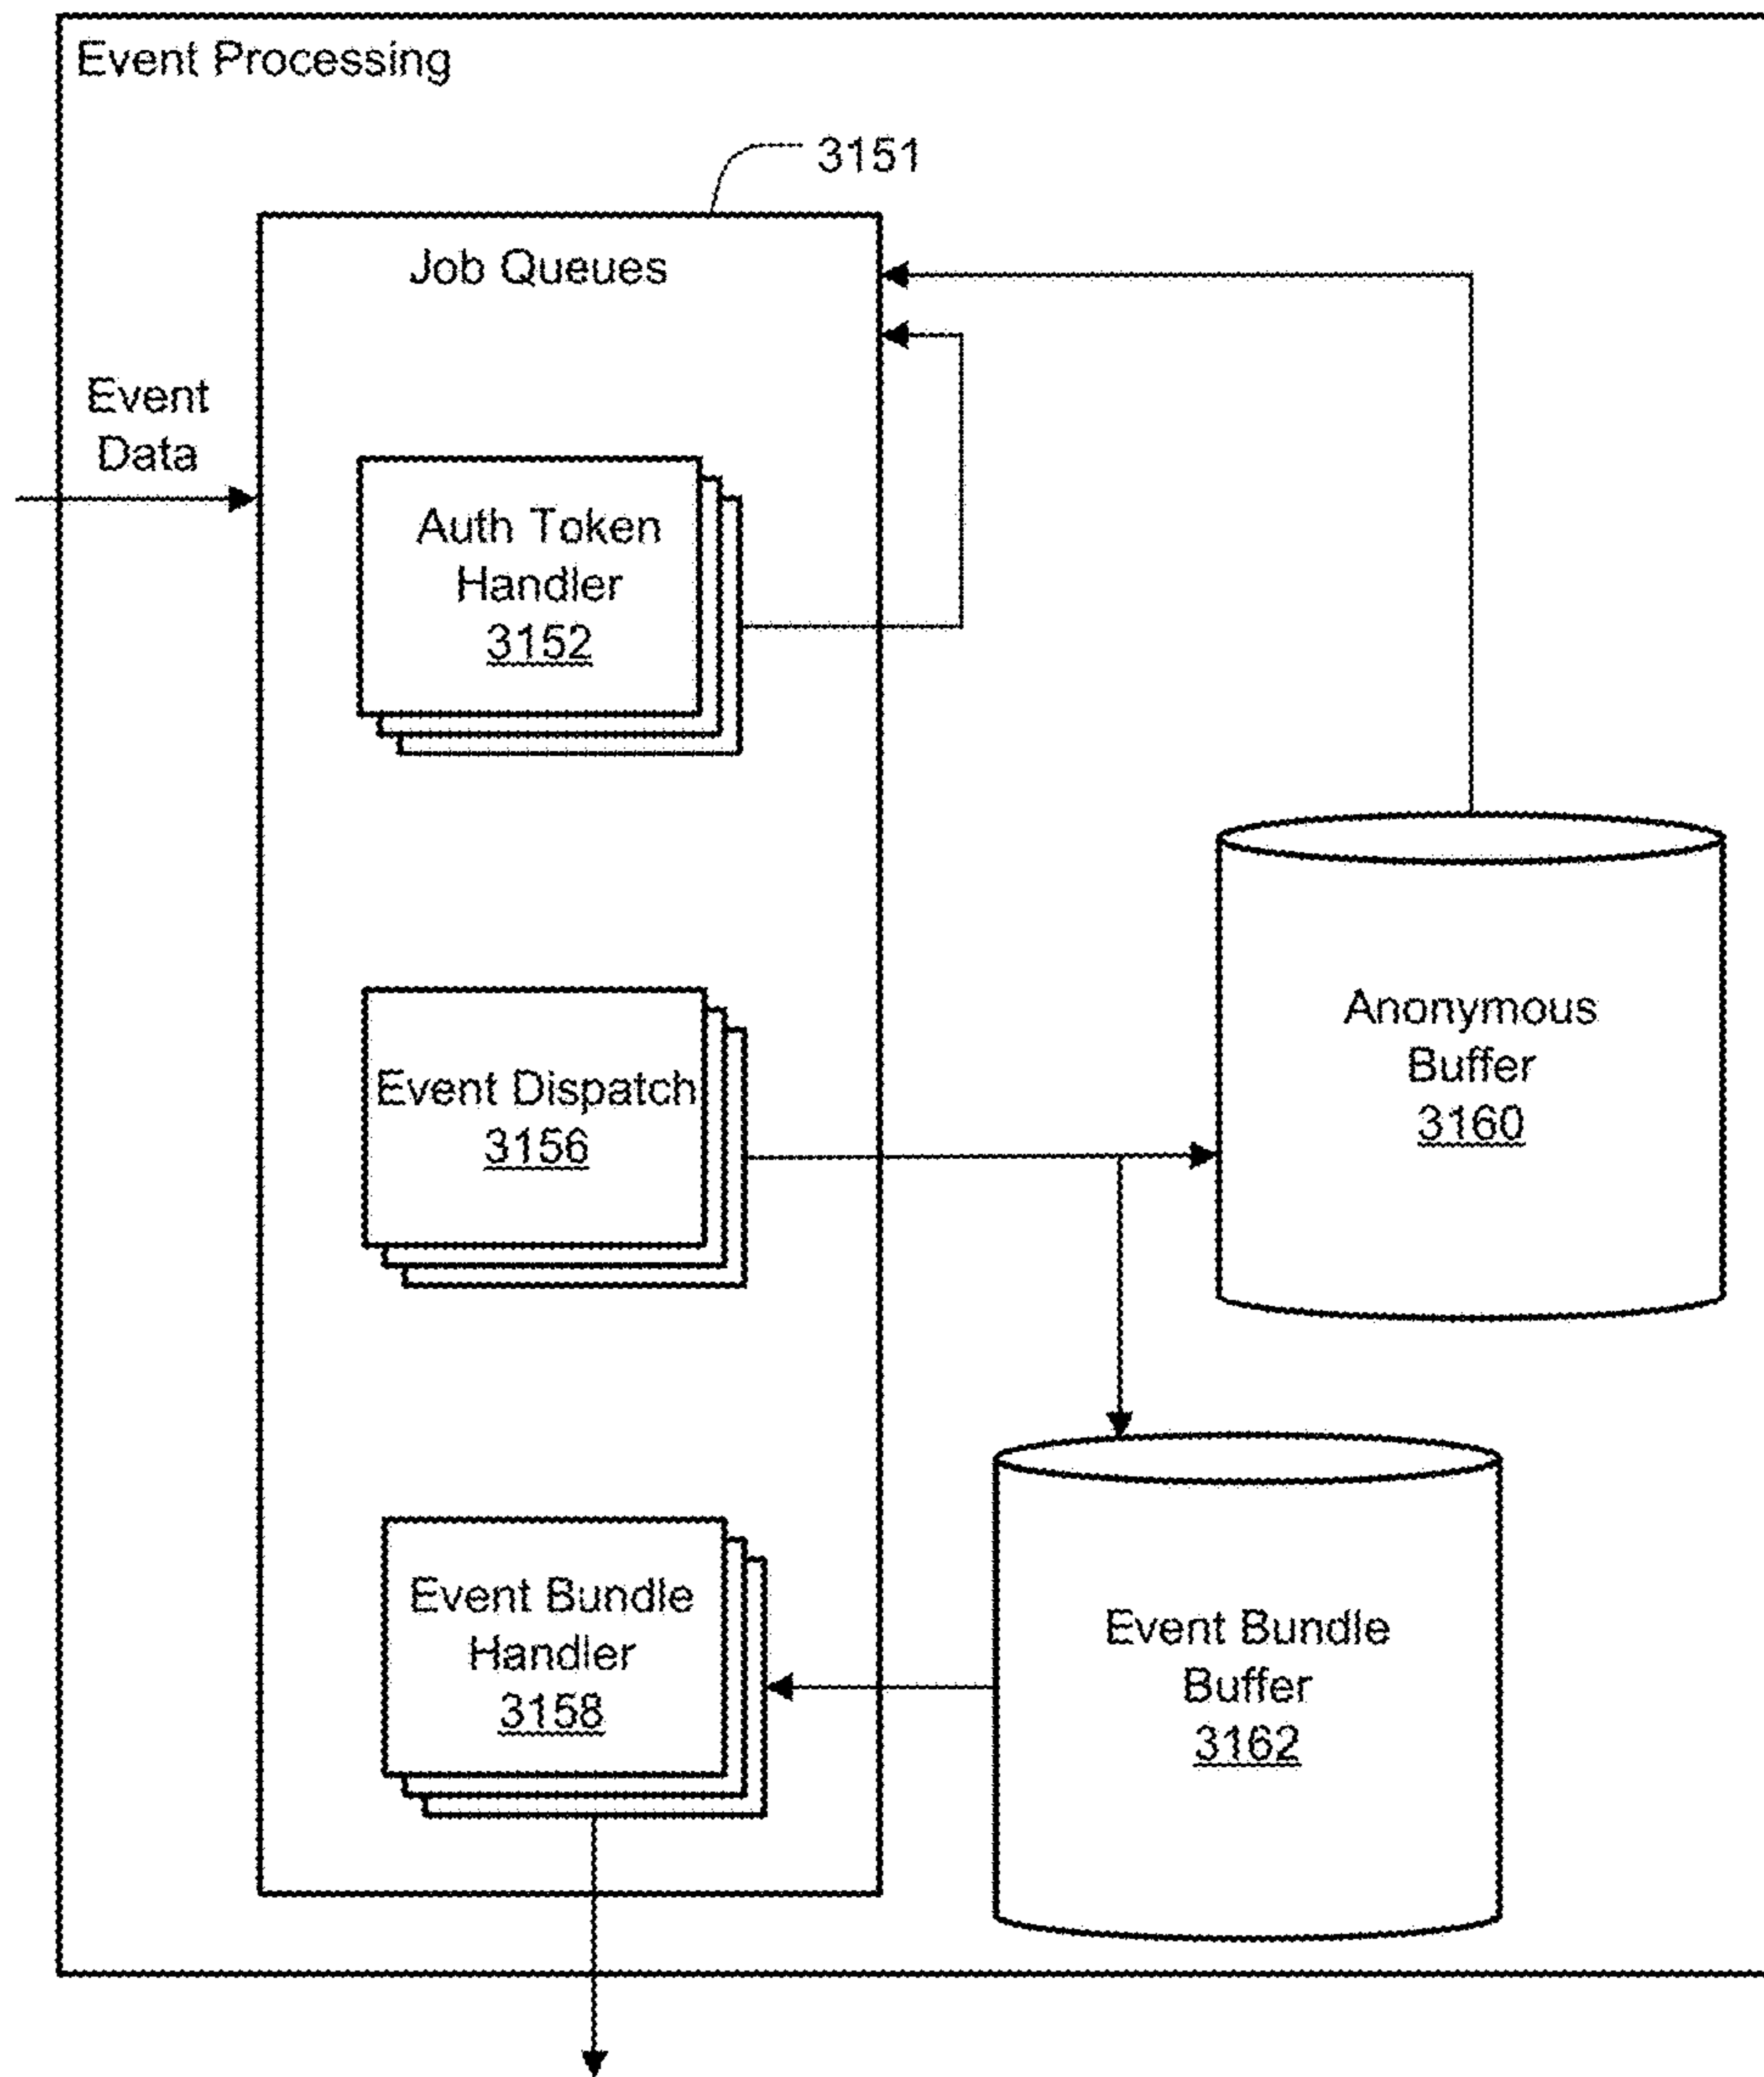 Event Processing
3151
Job Queues
Event
Data
Auth Token
Handler
3152
Event Dispatch
3156
Anonymous
Buffer
3160
Event Bundle
Handler
3158
Event Bundle
Buffer
3162